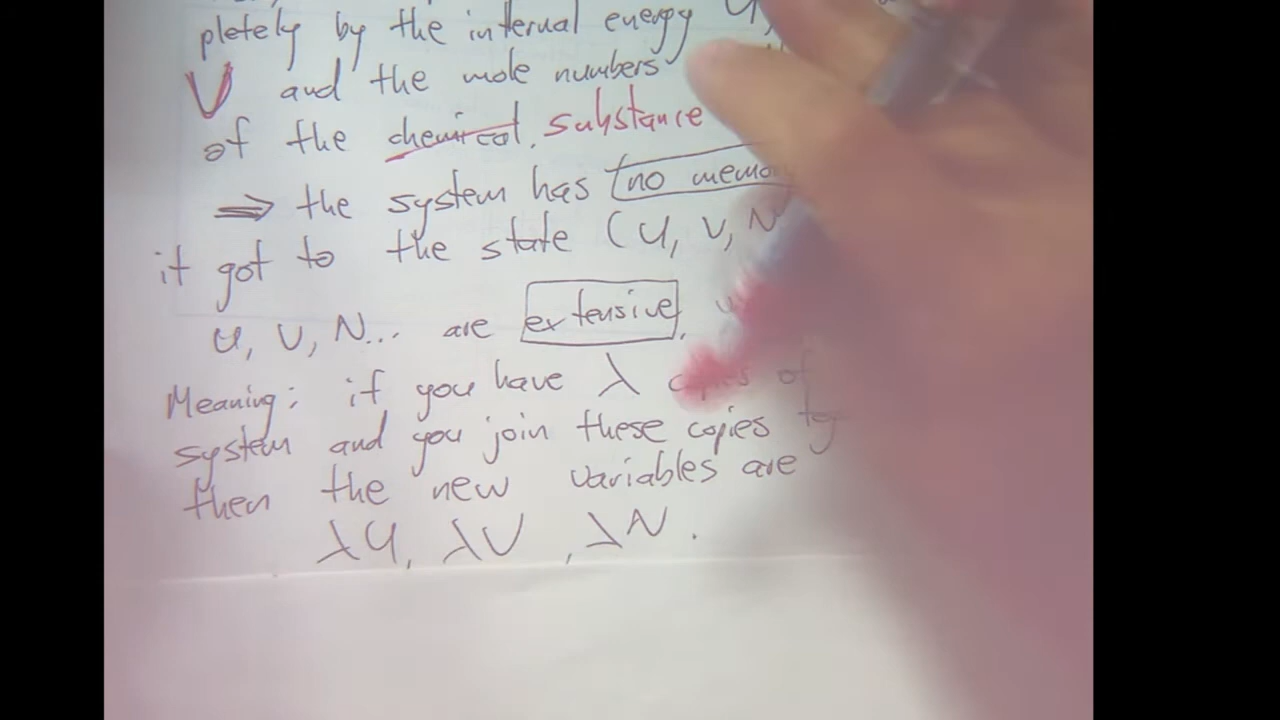 pletely by the internal energy U,
V and the mole numbers
of the chemical substance
⇒ the system has no
it got to the state (U, V, N
U, V, N... are extensive,
Meaning: if you have λ of
system and you join these copies
then the new variables are
λU, λV, λN.